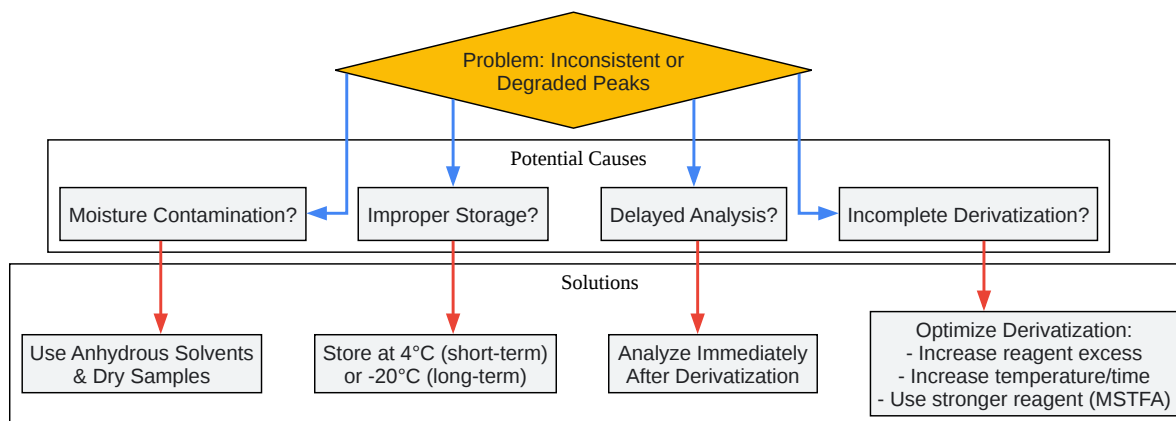 Problem: Inconsistent or
Degraded Peaks
Potential Causes
Moisture Contamination?
Improper Storage?
Delayed Analysis?
Incomplete Derivatization?
Solutions
Use Anhydrous Solvents
& Dry Samples
Store at 4°C (short-term)
or -20°C (long-term)
Analyze Immediately
After Derivatization
Optimize Derivatization:
- Increase reagent excess
- Increase temperature/time
- Use stronger reagent (MSTFA)